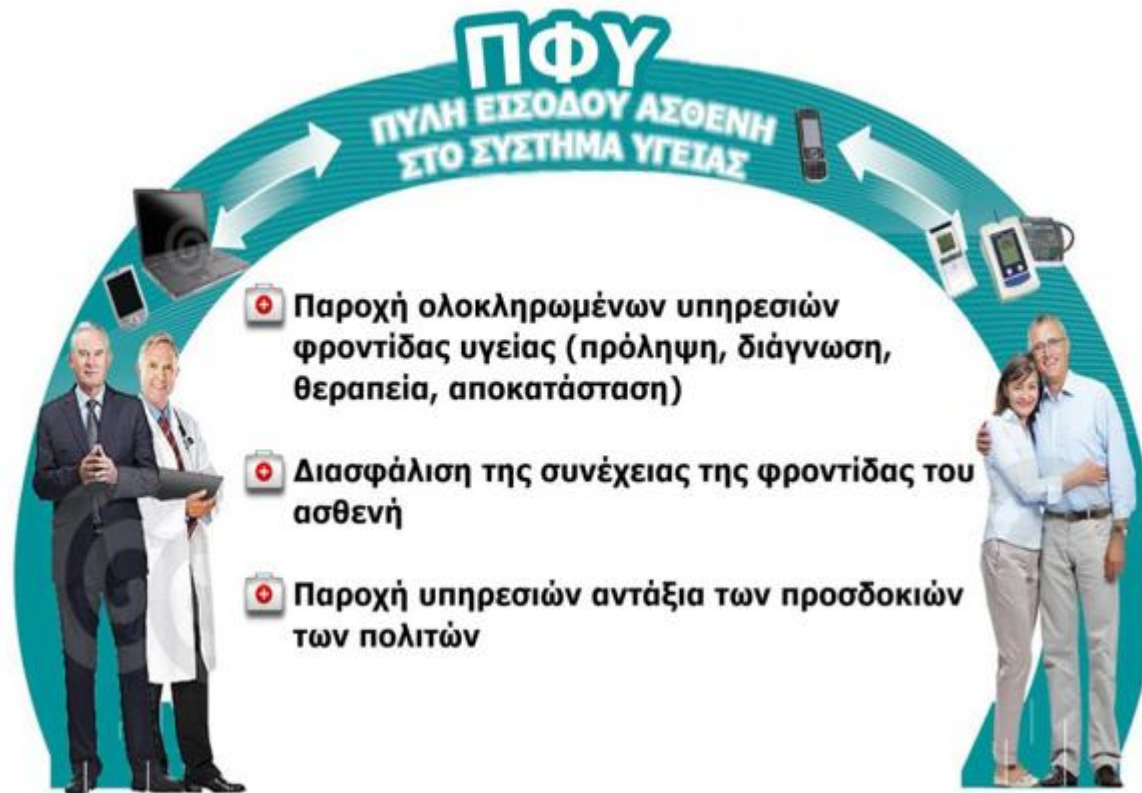 ΠΦΥ
ΠΥΛΗ ΕΙΣΟΔΟΥ ΑΣΘΕΝΗ
ΣΤΟ ΣΥΣΤΗΜΑ ΥΓΕΙΑΣ
Παροχή ολοκληρωμένων υπηρεσιών
φροντίδας υγείας (πρόληψη, διάγνωση,
θεραπεία, αποκατάσταση)
Διασφάλιση της συνέχειας της φροντίδας του
ασθενή
Παροχή υπηρεσιών αντάξια των προσδοκιών
των πολιτών